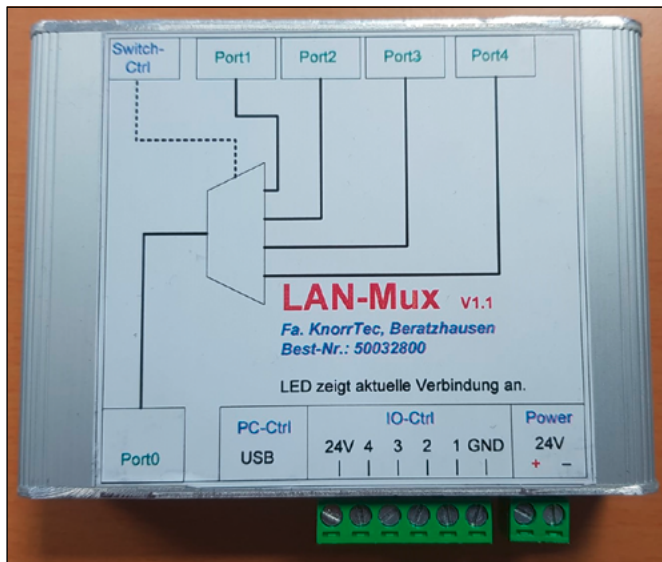 Switch-
Ctrl
Port1
Port2
Port3
Port4
LAN-Mux V1.1
Fa. KnorrTec, Beratzhausen
Best-Nr.: 50032800
LED zeigt aktuelle Verbindung an.
Port0
PC-Ctrl
USB
IO-Ctrl
24V 4 3 2 1 GND
Power
24V
+ –